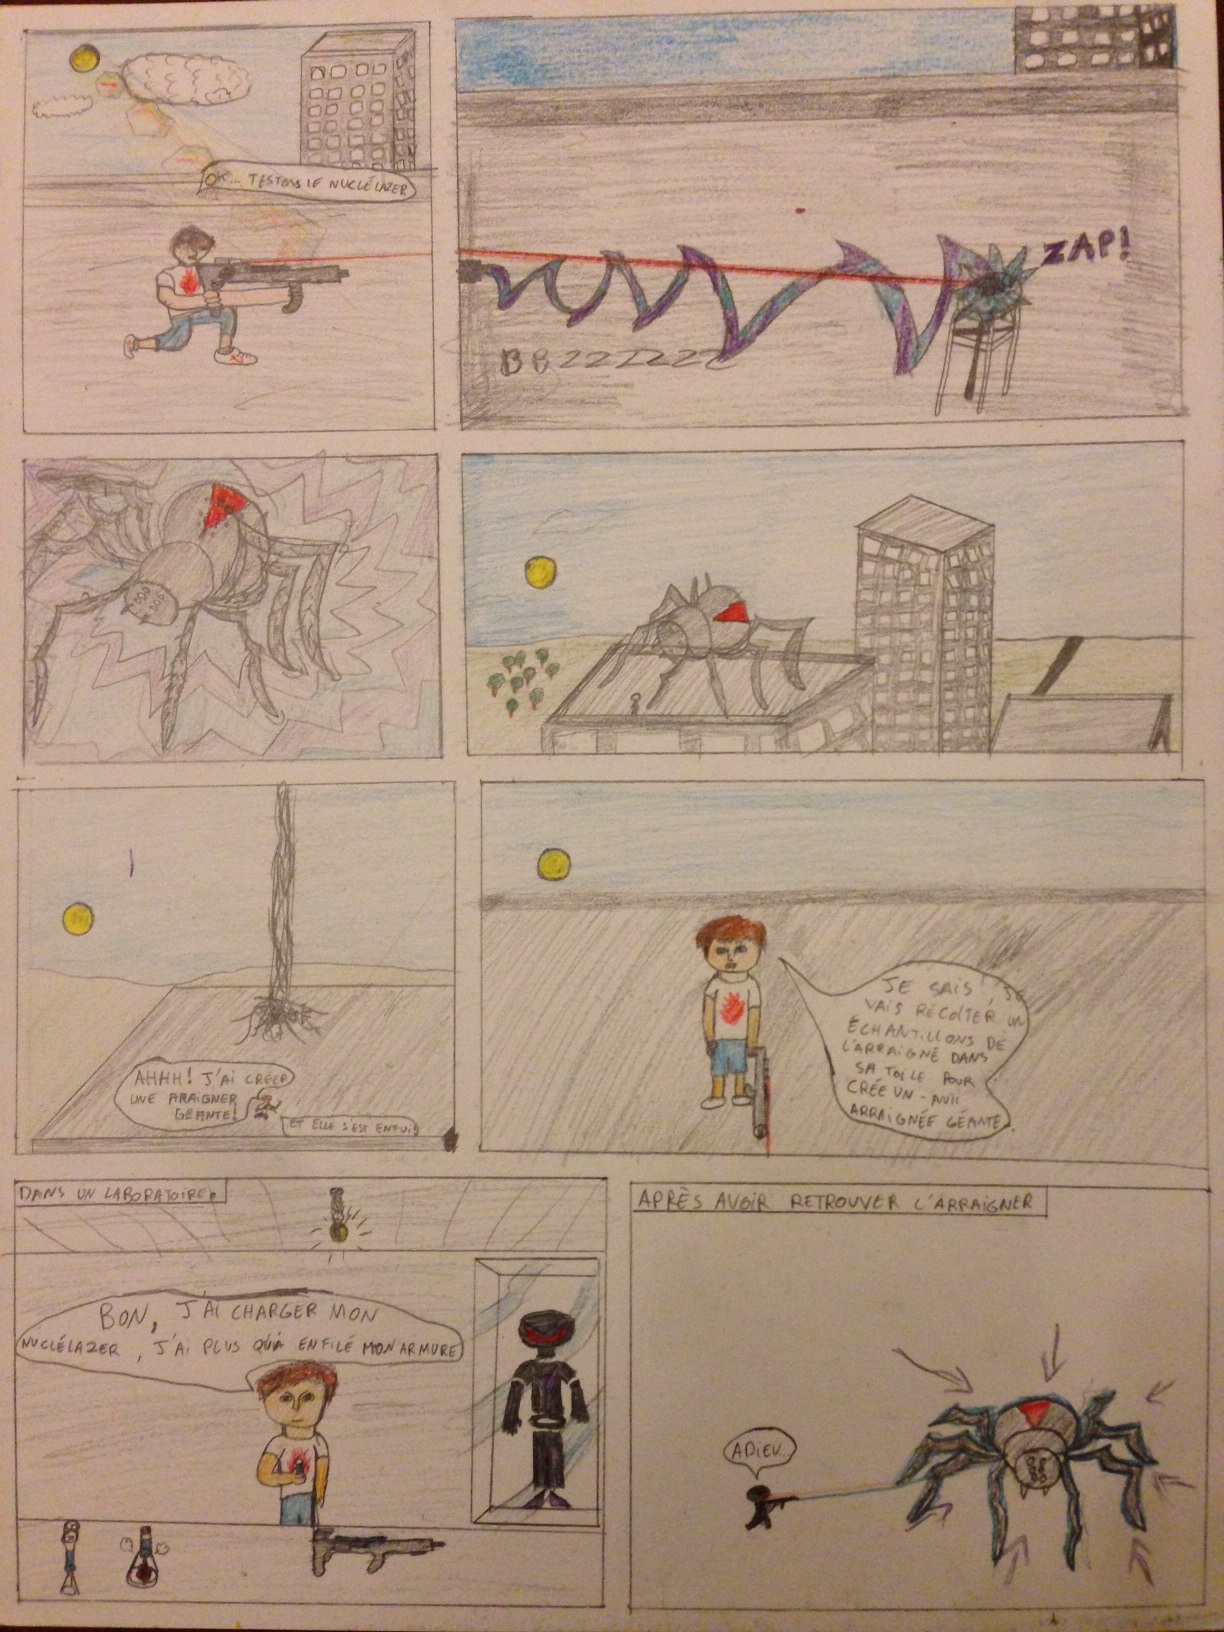 OK... TESTONS LE NUCLÉLAZER
ZAP!
BBZZZZZZZ
AHHH! J'AI CRÉER
UNE ARAIGNER
GÉANTE!
ET ELLE S'EST ENFUI!
JE SAIS! JE
VAIS RÉCOLTER UN
ÉCHANTILLONS DE
L'ARRAIGNÉ DANS
SA TOILE POUR
CRÉE UN ANTI
ARRAIGNÉE GÉANTE.
DANS UN LABORATOIRE
BON, J'AI CHARGER MON
NUCLÉLAZER, J'AI PLUS QU'À ENFILÉ MON ARMURE
APRÈS AVOIR RETROUVER L'ARRAIGNER
ADIEU...